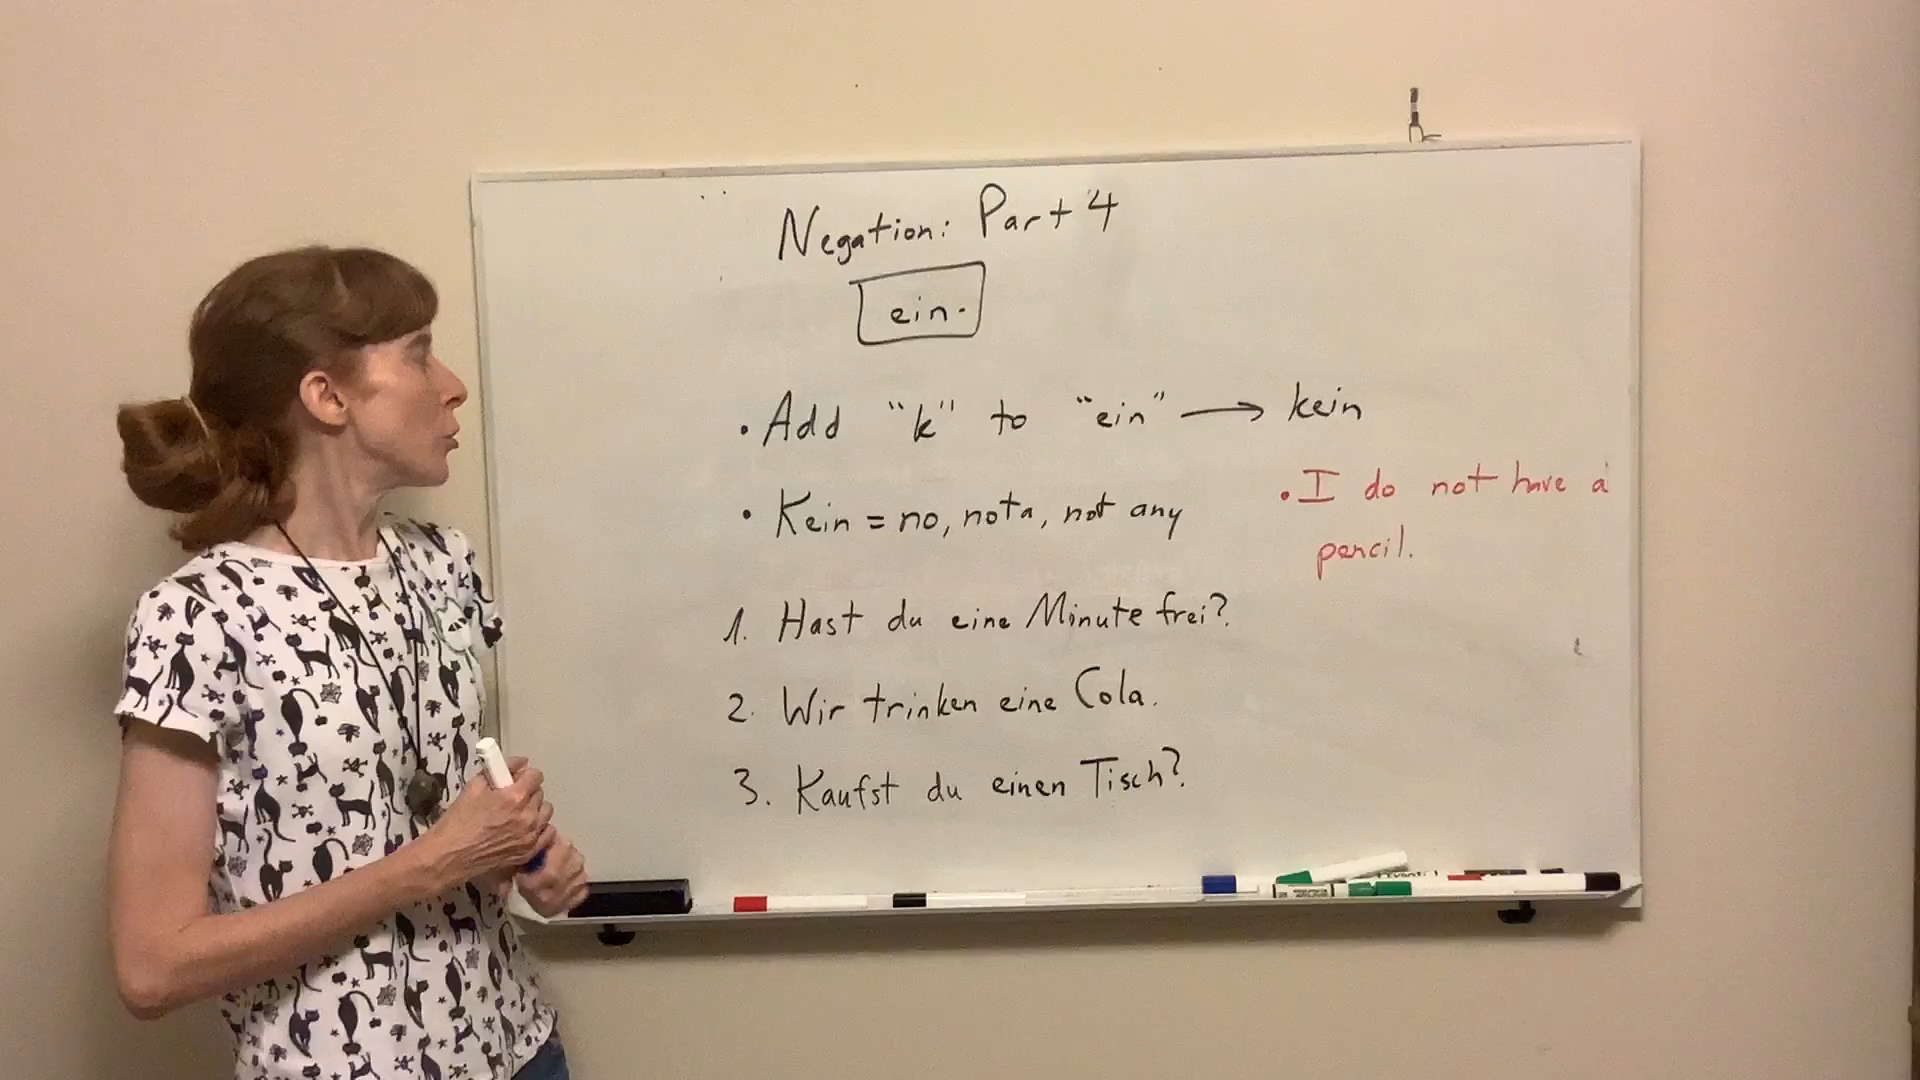 Negation: Part 4
ein.
• Add "k" to "ein" → kein
• Kein = no, not a, not any
• I do not have a
pencil.
1. Hast du eine Minute frei?
2. Wir trinken eine Cola.
3. Kaufst du einen Tisch?